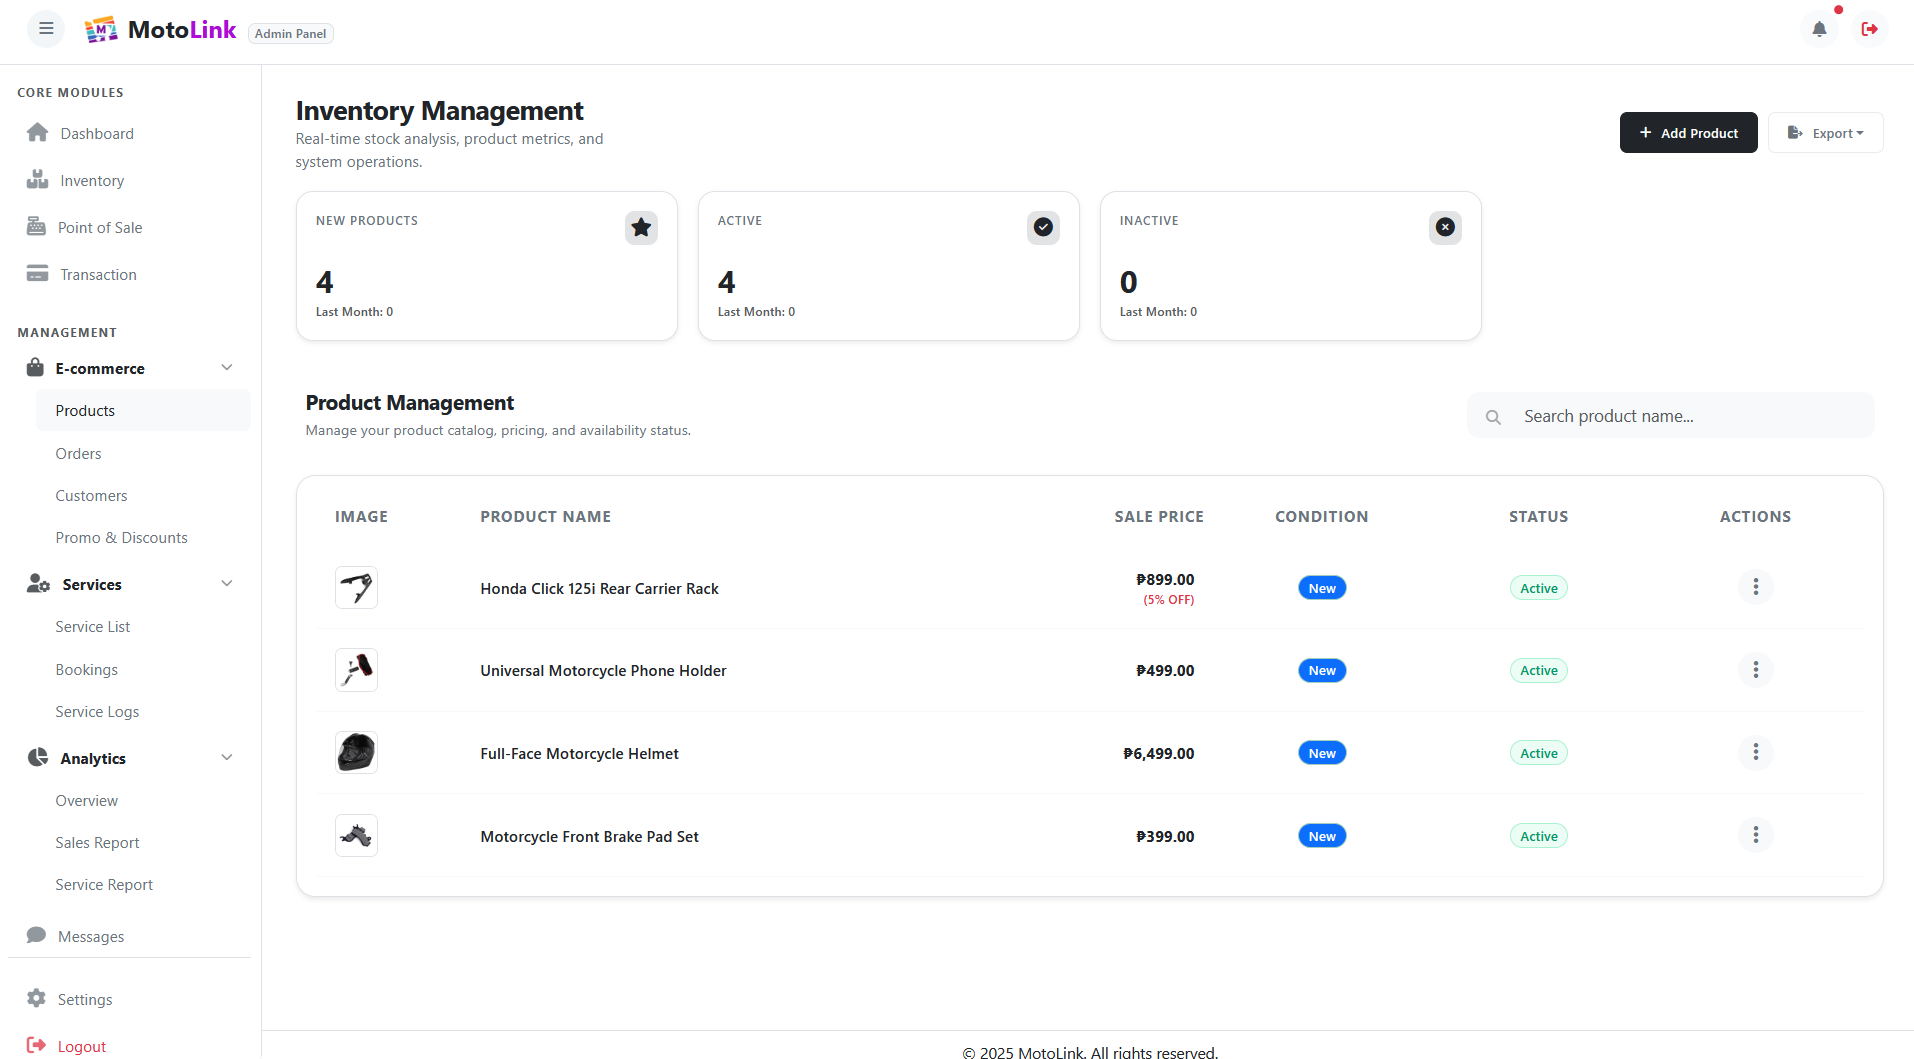 MotoLink Admin Panel
CORE MODULES
Dashboard
Inventory
Point of Sale
Transaction
MANAGEMENT
E-commerce
Products
Orders
Customers
Promo & Discounts
Services
Service List
Bookings
Service Logs
Analytics
Overview
Sales Report
Service Report
Messages
Settings
Logout
Inventory Management
Real-time stock analysis, product metrics, and
system operations.
+ Add Product
Export
NEW PRODUCTS
4
Last Month: 0
ACTIVE
4
Last Month: 0
INACTIVE
0
Last Month: 0
Product Management
Manage your product catalog, pricing, and availability status.
Search product name...
IMAGE PRODUCT NAME SALE PRICE CONDITION STATUS ACTIONS
Honda Click 125i Rear Carrier Rack ₱899.00 New Active
(5% OFF)
Universal Motorcycle Phone Holder ₱499.00 New Active
Full-Face Motorcycle Helmet ₱6,499.00 New Active
Motorcycle Front Brake Pad Set ₱399.00 New Active
© 2025 MotoLink. All rights reserved.